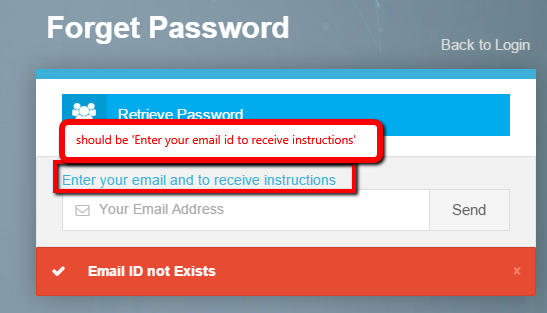 Forget Password
Back to Login
Retrieve Password
should be 'Enter your email id to receive instructions'
Enter your email and to receive instructions
Your Email Address
Send
Email ID not Exists
x